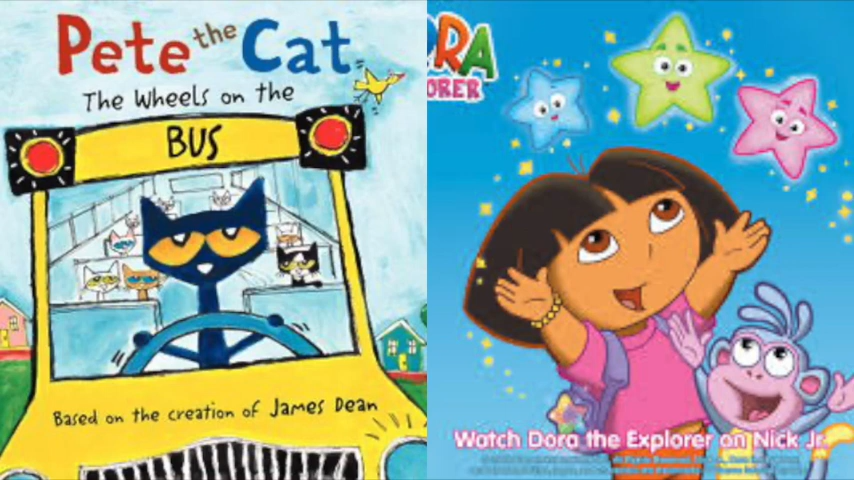 Pete the Cat
The Wheels on the
BUS
Based on the creation of James Dean
ORA
ORER
Watch Dora the Explorer on Nick Jr